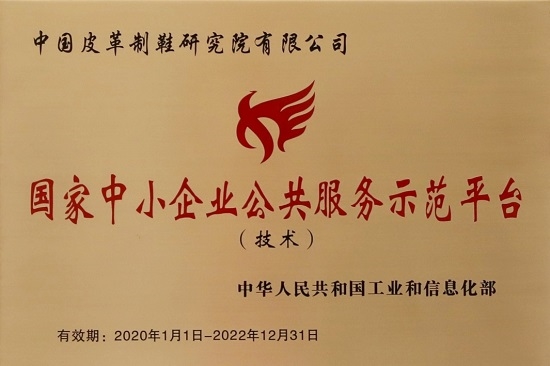 中国皮革制鞋研究院有限公司
国家中小企业公共服务示范平台
（技术）
中华人民共和国工业和信息化部
有效期：2020年1月1日-2022年12月31日